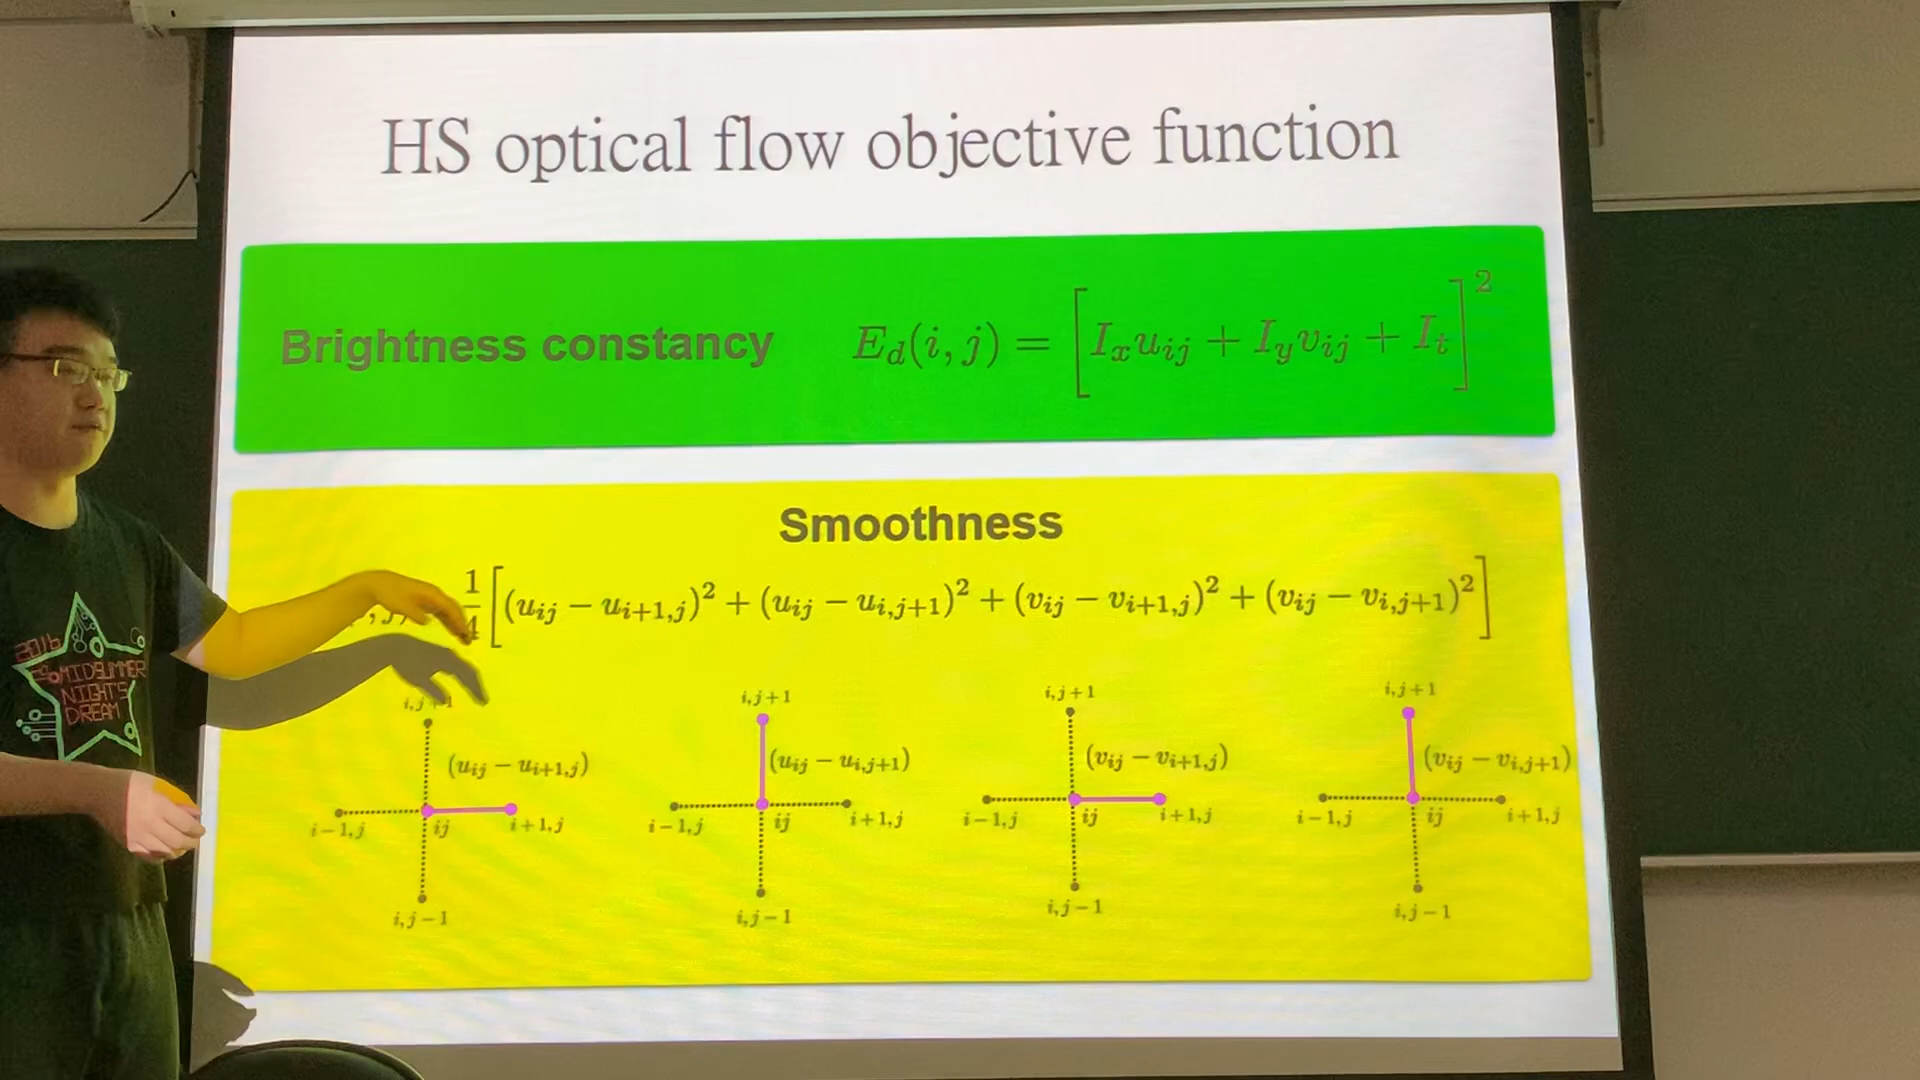 HS optical flow objective function
Brightness constancy E_d(i, j) = [I_x u_{ij} + I_y v_{ij} + I_t]^2
Smoothness
\frac{1}{4} [(u_{ij} − u_{i+1,j})^2 + (u_{ij} − u_{i,j+1})^2 + (v_{ij} − v_{i+1,j})^2 + (v_{ij} − v_{i,j+1})^2]
i, j+1
(u_{ij} − u_{i+1,j})
i−1, j
ij
i+1, j
i, j−1
i, j+1
(u_{ij} − u_{i,j+1})
i−1, j
ij
i+1, j
i, j−1
i, j+1
(v_{ij} − v_{i+1,j})
i−1, j
ij
i+1, j
i, j−1
i, j+1
(v_{ij} − v_{i,j+1})
i−1, j
ij
i+1, j
i, j−1
2016
MIDSUMMER
NIGHT'S
DREAM